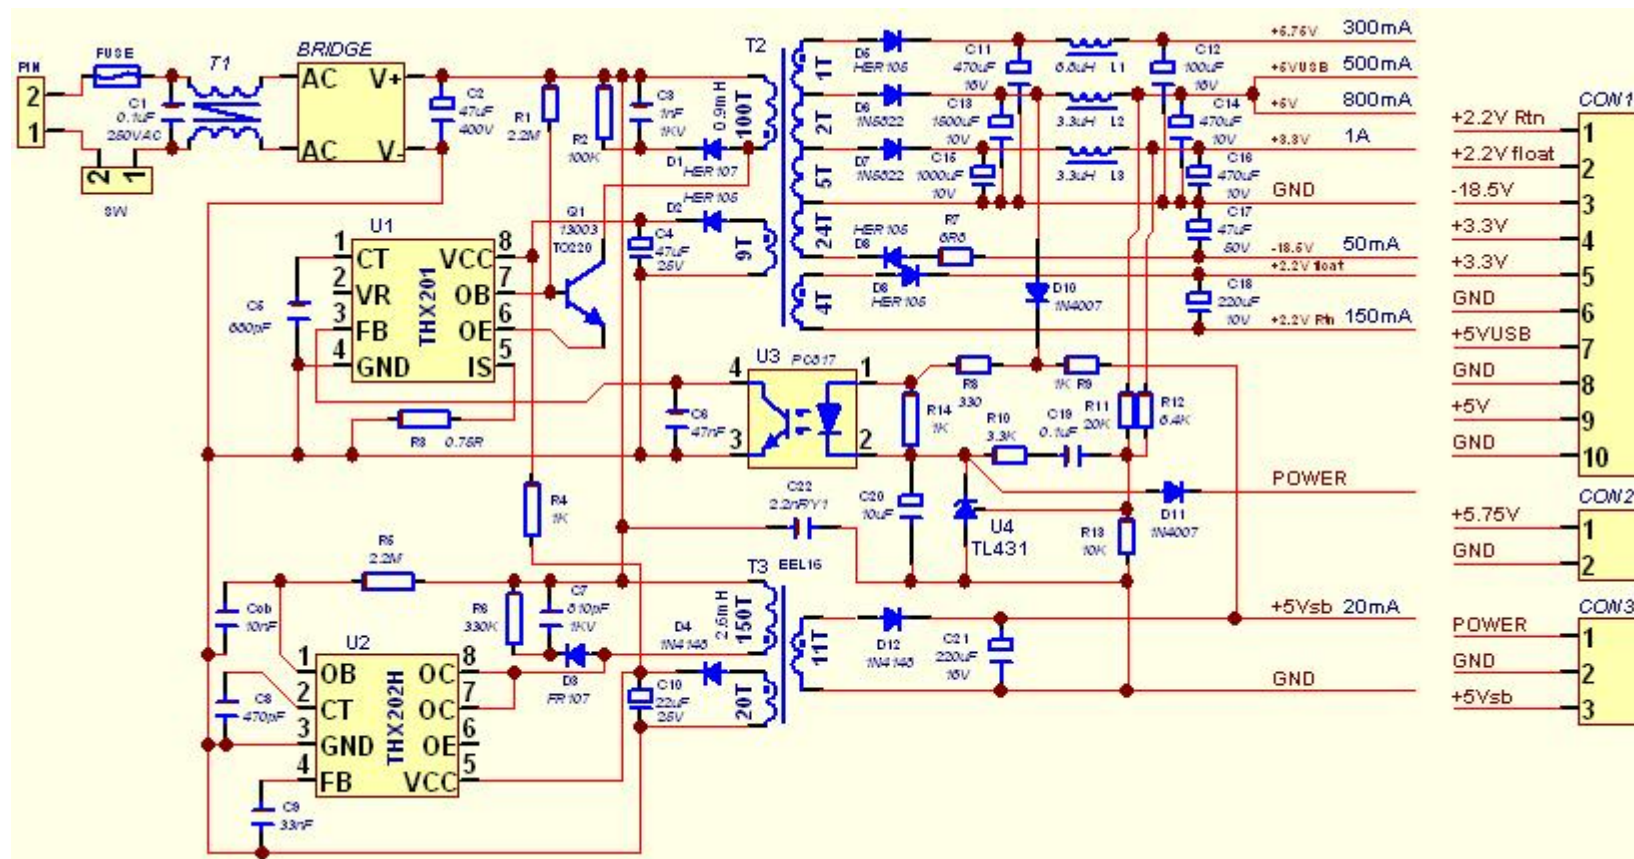 PIN
2
1
FUSE
C1
0.1uF
250VAC
T1
2
1
SW
BRIDGE
AC
V+
AC
V-
C2
47uF
400V
R1
2.2M
R2
100K
C3
1nF
1KV
D1
HER107
0.9mH
100T
T2
HER105
D2
9T
C4
47uF
25V
Q1
13003
TO220
U1
THX201
1
CT
2
VR
3
FB
4
GND
8
VCC
7
OB
6
OE
5
IS
C5
680pF
R3
0.75R
1T
2T
5T
24T
4T
D5
HER105
D6
1N5822
D7
1N5822
HER105
D8
R7
6R8
D8
HER105
C11
470uF
16V
C13
1500uF
10V
C15
1000uF
10V
6.8uH
L1
3.3uH
L2
3.3uH
L3
C12
100uF
16V
C14
470uF
10V
C16
470uF
10V
C17
47uF
50V
C18
220uF
10V
+5.75V
300mA
+5VUSB
500mA
+5V
800mA
+3.3V
1A
GND
-18.5V
50mA
+2.2V float
+2.2V Rtn
150mA
D10
1N4007
U3
PC817
4
3
1
2
C6
47nF
R8
330
1K
R9
R14
1K
R10
3.3K
C19
0.1uF
R11
20K
R12
6.4K
POWER
D11
1N4007
C20
10uF
U4
TL431
R13
10K
C22
2.2nF/Y1
R4
1K
R5
2.2M
Cob
10nF
R6
330K
C7
810pF
1KV
D3
FR107
D4
1N4148
2.6mH
150T
20T
11T
T3
EEL16
D12
1N4148
C21
220uF
16V
+5Vsb
20mA
GND
U2
THX202H
1
OB
2
CT
3
GND
4
FB
8
OC
7
OC
6
OE
5
VCC
C8
470pF
C9
33nF
C10
22uF
25V
CON1
+2.2V Rtn
1
+2.2V float
2
-18.5V
3
+3.3V
4
+3.3V
5
GND
6
+5VUSB
7
GND
8
+5V
9
GND
10
CON2
+5.75V
1
GND
2
CON3
POWER
1
GND
2
+5Vsb
3